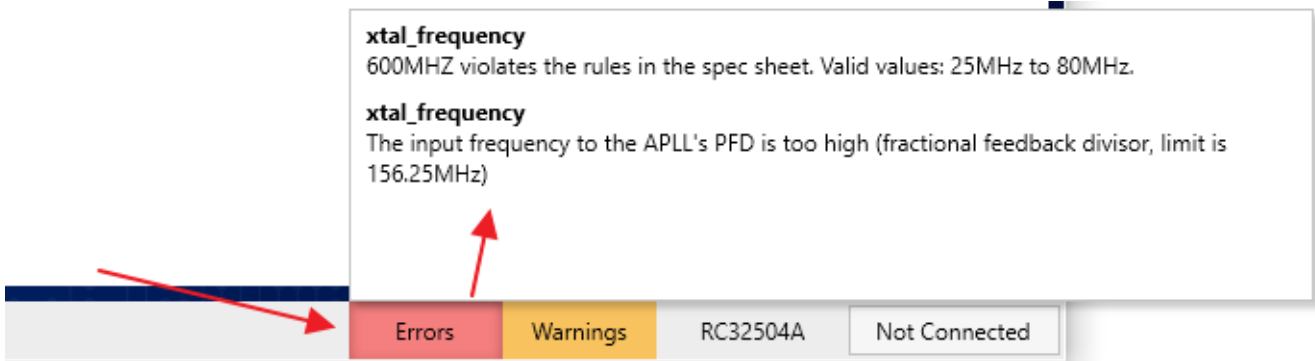 xtal_frequency
600MHZ violates the rules in the spec sheet. Valid values: 25MHz to 80MHz.
xtal_frequency
The input frequency to the APLL's PFD is too high (fractional feedback divisor, limit is
156.25MHz)
Errors Warnings RC32504A Not Connected